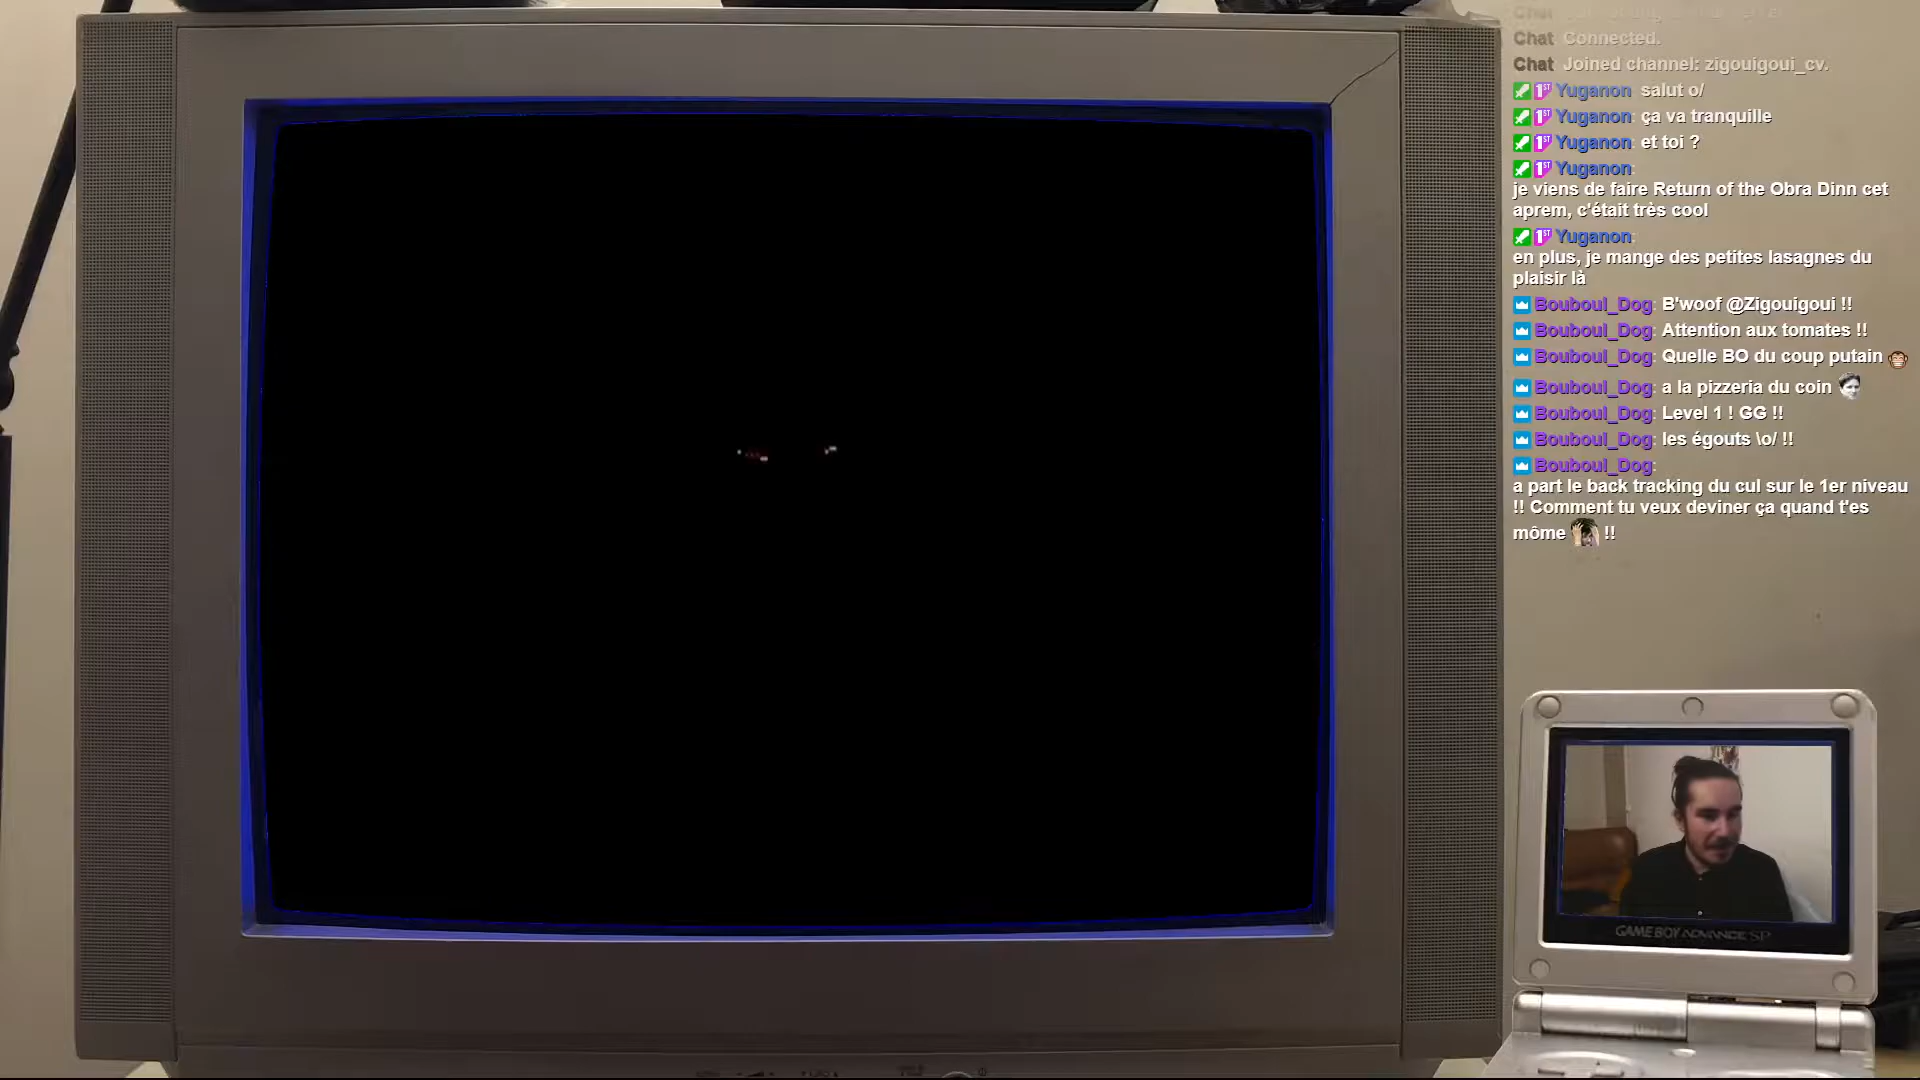 Chat Connected.
Chat Joined channel: zigouigoui_cv.
Yuganon: salut o/
Yuganon: ça va tranquille
Yuganon: et toi ?
Yuganon:
je viens de faire Return of the Obra Dinn cet
aprem, c'était très cool
Yuganon:
en plus, je mange des petites lasagnes du
plaisir là
Bouboul_Dog: B'woof @Zigouigoui !!
Bouboul_Dog: Attention aux tomates !!
Bouboul_Dog: Quelle BO du coup putain
Bouboul_Dog: a la pizzeria du coin
Bouboul_Dog: Level 1 ! GG !!
Bouboul_Dog: les égouts \o/ !!
Bouboul_Dog:
a part le back tracking du cul sur le 1er niveau
!! Comment tu veux deviner ça quand t'es
môme !!
GAME BOY ADVANCE SP